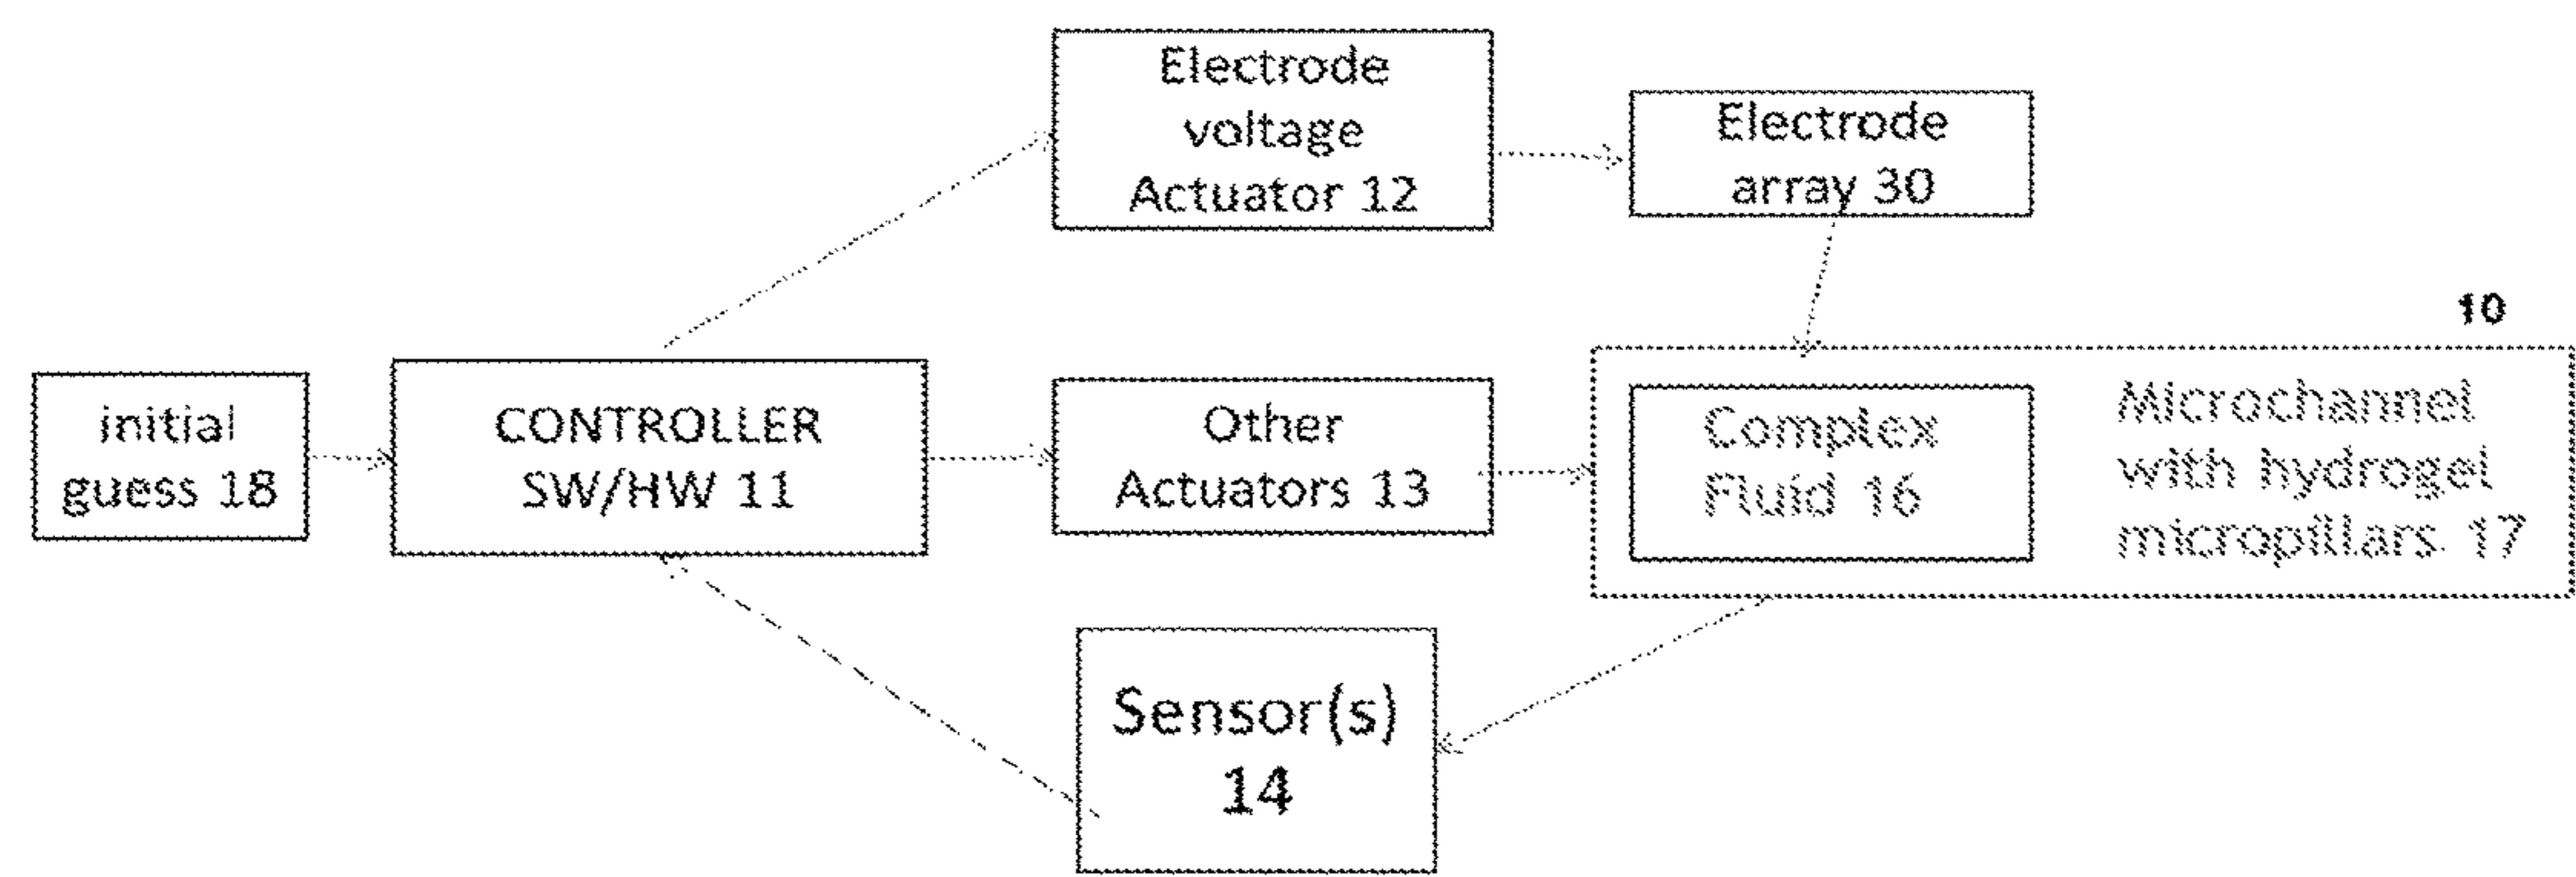 Electrode
voltage
Actuator 12
Electrode
array 30
10
initial
guess 18
CONTROLLER
SW/HW 11
Other
Actuators 13
Complex
Fluid 16
Microchannel
with hydrogel
micropillars 17
Sensor(s)
14